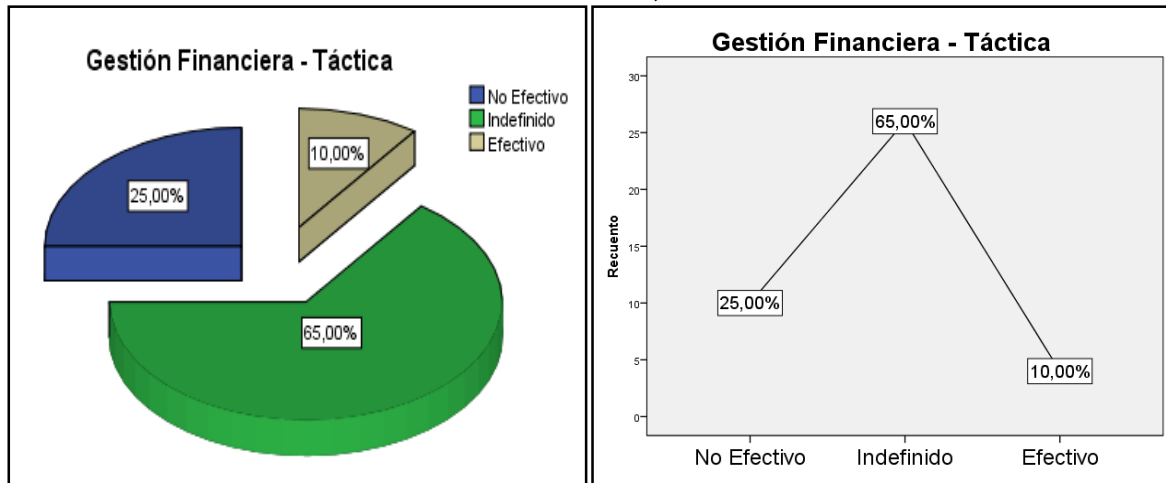 Gestión Financiera - Táctica
No Efectivo
Indefinido
Efectivo
10,00%
25,00%
65,00%
Gestión Financiera - Táctica
Recuento
30
25
20
15
10
5
0
65,00%
25,00%
10,00%
No Efectivo Indefinido Efectivo